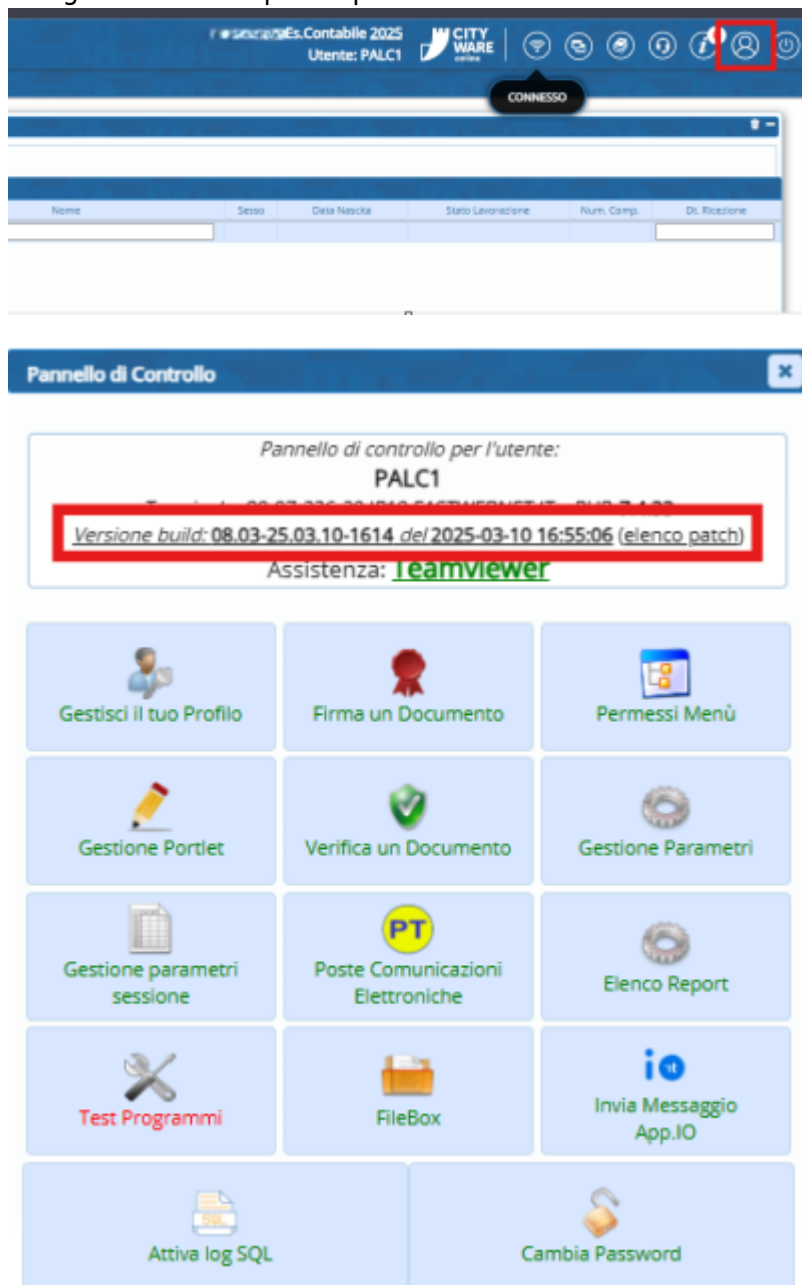 Es.Contabile 2025
Utente: PALC1
CITY
WARE
online
CONNESSO
Nome Sesso Data Nascita Stato Lavorazione Num. Comp. Dt. Ricezione
Pannello di Controllo
Pannello di controllo per l'utente:
PALC1
Versione build: 08.03-25.03.10-1614 del 2025-03-10 16:55:06 (elenco patch)
Assistenza: Teamviewer
Gestisci il tuo Profilo
Firma un Documento
Permessi Menù
Gestione Portlet
Verifica un Documento
Gestione Parametri
Gestione parametri
sessione
PT
Poste Comunicazioni
Elettroniche
Elenco Report
Test Programmi
FileBox
Invia Messaggio
App.IO
SQL
Attiva log SQL
Cambia Password